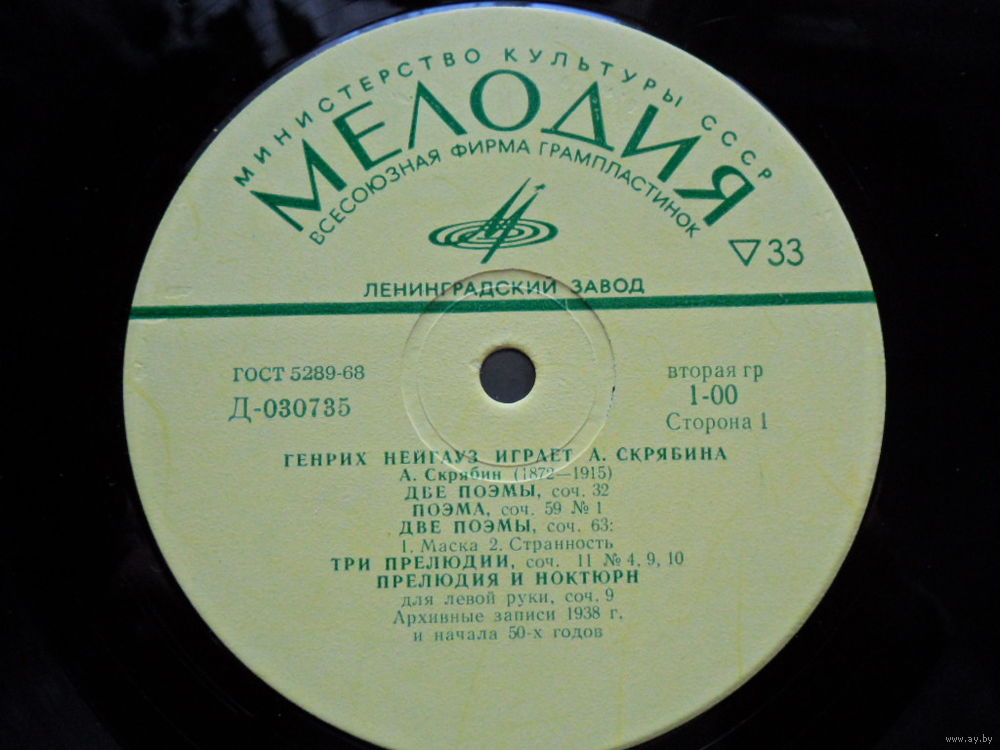 МИНИСТЕРСТВО КУЛЬТУРЫ СССР
МЕЛОДИЯ
ВСЕСОЮЗНАЯ ФИРМА ГРАМПЛАСТИНОК
▽33
ЛЕНИНГРАДСКИЙ ЗАВОД
ГОСТ 5289-68
Д-030735
вторая гр
1-00
Сторона 1
ГЕНРИХ НЕЙГАУЗ ИГРАЕТ А. СКРЯБИНА
А. Скрябин (1872—1915)
ДВЕ ПОЭМЫ, соч. 32
ПОЭМА, соч. 59 № 1
ДВЕ ПОЭМЫ, соч. 63:
1. Маска 2. Странность
ТРИ ПРЕЛЮДИИ, соч. 11 № 4, 9, 10
ПРЕЛЮДИЯ И НОКТЮРН
для левой руки, соч. 9
Архивные записи 1938 г.
и начала 50-х годов
www.ay.by